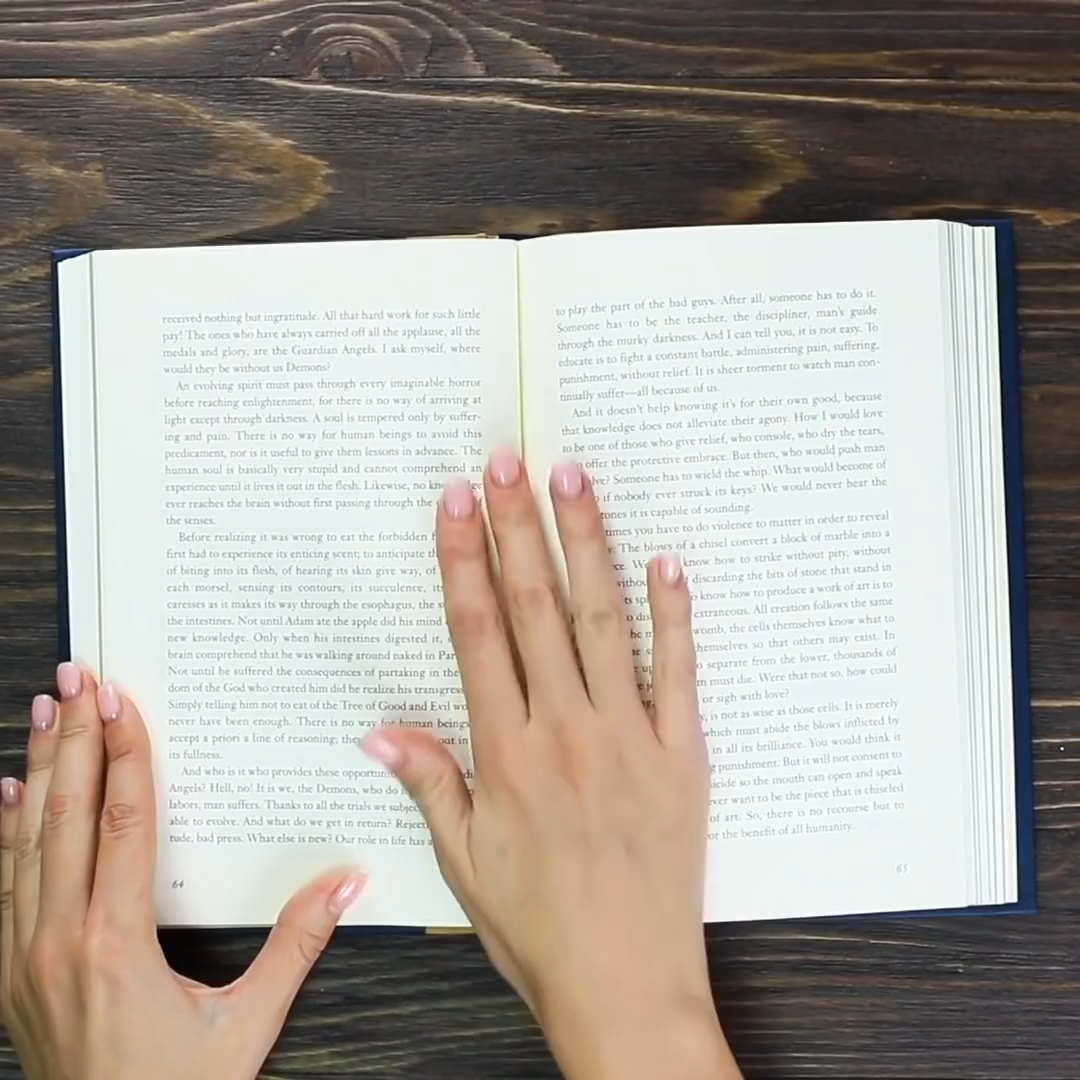 received nothing but ingratitude. All that hard work for such little
pay! The ones who have always carried off all the applause, all the
medals and glory, are the Guardian Angels. I ask myself, where
would they be without us Demons?
An evolving spirit must pass through every imaginable horror
before reaching enlightenment, for there is no way of arriving at
light except through darkness. A soul is tempered only by suffer-
ing and pain. There is no way for human beings to avoid this
predicament, nor is it useful to give them lessons in advance. The
human soul is basically very stupid and cannot comprehend an
experience until it lives it out in the flesh. Likewise, no
ever reaches the brain without first passing through the
the senses.
Before realizing it was wrong to eat the forbidden
first had to experience its enticing scent; to anticipate
of biting into its flesh, of hearing its skin give way, of
each morsel, sensing its contours, its succulence,
caresses as it makes its way through the esophagus, the
the intestines. Not until Adam ate the apple did his mind
new knowledge. Only when his intestines digested it,
brain comprehend that he was walking around naked in
Not until he suffered the consequences of partaking in the
dom of the God who created him did he realize his
Simply telling him not to eat of the Tree of Good and Evil
never have been enough. There is no way for human beings
accept a priori a line of reasoning; out in
its fullness.
And who is it who provides these
Angels? Hell, no! It is we, the Demons, who do
labors, man suffers. Thanks to all the trials we
able to evolve. And what do we get in return?
tude, bad press. What else is new? Our role in life has
64
to play the part of the bad guys. After all, someone has to do it.
Someone has to be the teacher, the discipliner, man's guide
through the murky darkness. And I can tell you, it is not easy. To
educate is to fight a constant battle, administering pain, suffering,
punishment, without relief. It is sheer torment to watch man con-
tinually suffer—all because of us.
And it doesn't help knowing it's for their own good, because
that knowledge does not alleviate their agony. How I would love
to be one of those who give relief, who console, who dry the tears,
offer the protective embrace. But then, who would push man
Someone has to wield the whip. What would become of
if nobody ever struck its keys? We would never hear the
it is capable of sounding.
you have to do violence to matter in order to reveal
The blows of a chisel convert a block of marble into a
know how to strike without pity, without
discarding the bits of stone that stand in
know how to produce a work of art is to
extraneous. All creation follows the same
womb, the cells themselves know what to
themselves so that others may exist. In
separate from the lower, thousands of
must die. Were that not so, how could
or sigh with love?
is not as wise as those cells. It is merely
which must abide the blows inflicted by
in all its brilliance. You would think it
punishment. But it will not consent to
so the mouth can open and speak
want to be the piece that is chiseled
of art. So, there is no recourse but to
for the benefit of all humanity.
65